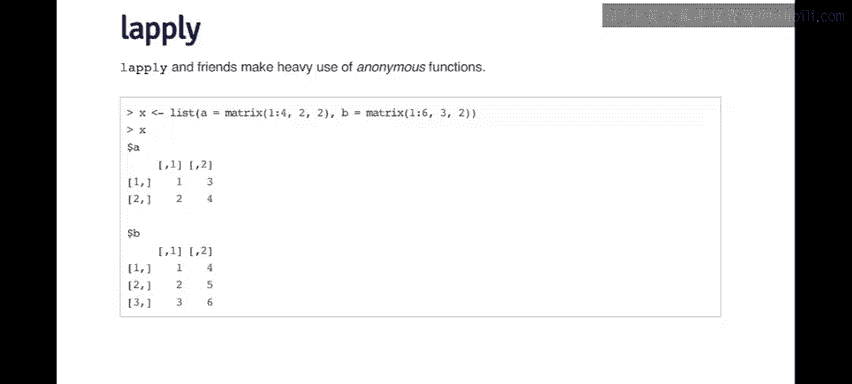 lapply
lapply and friends make heavy use of anonymous functions.
> x <- list(a = matrix(1:4, 2, 2), b = matrix(1:6, 3, 2))
> x
$a
[,1] [,2]
[1,] 1 3
[2,] 2 4
$b
[,1] [,2]
[1,] 1 4
[2,] 2 5
[3,] 3 6